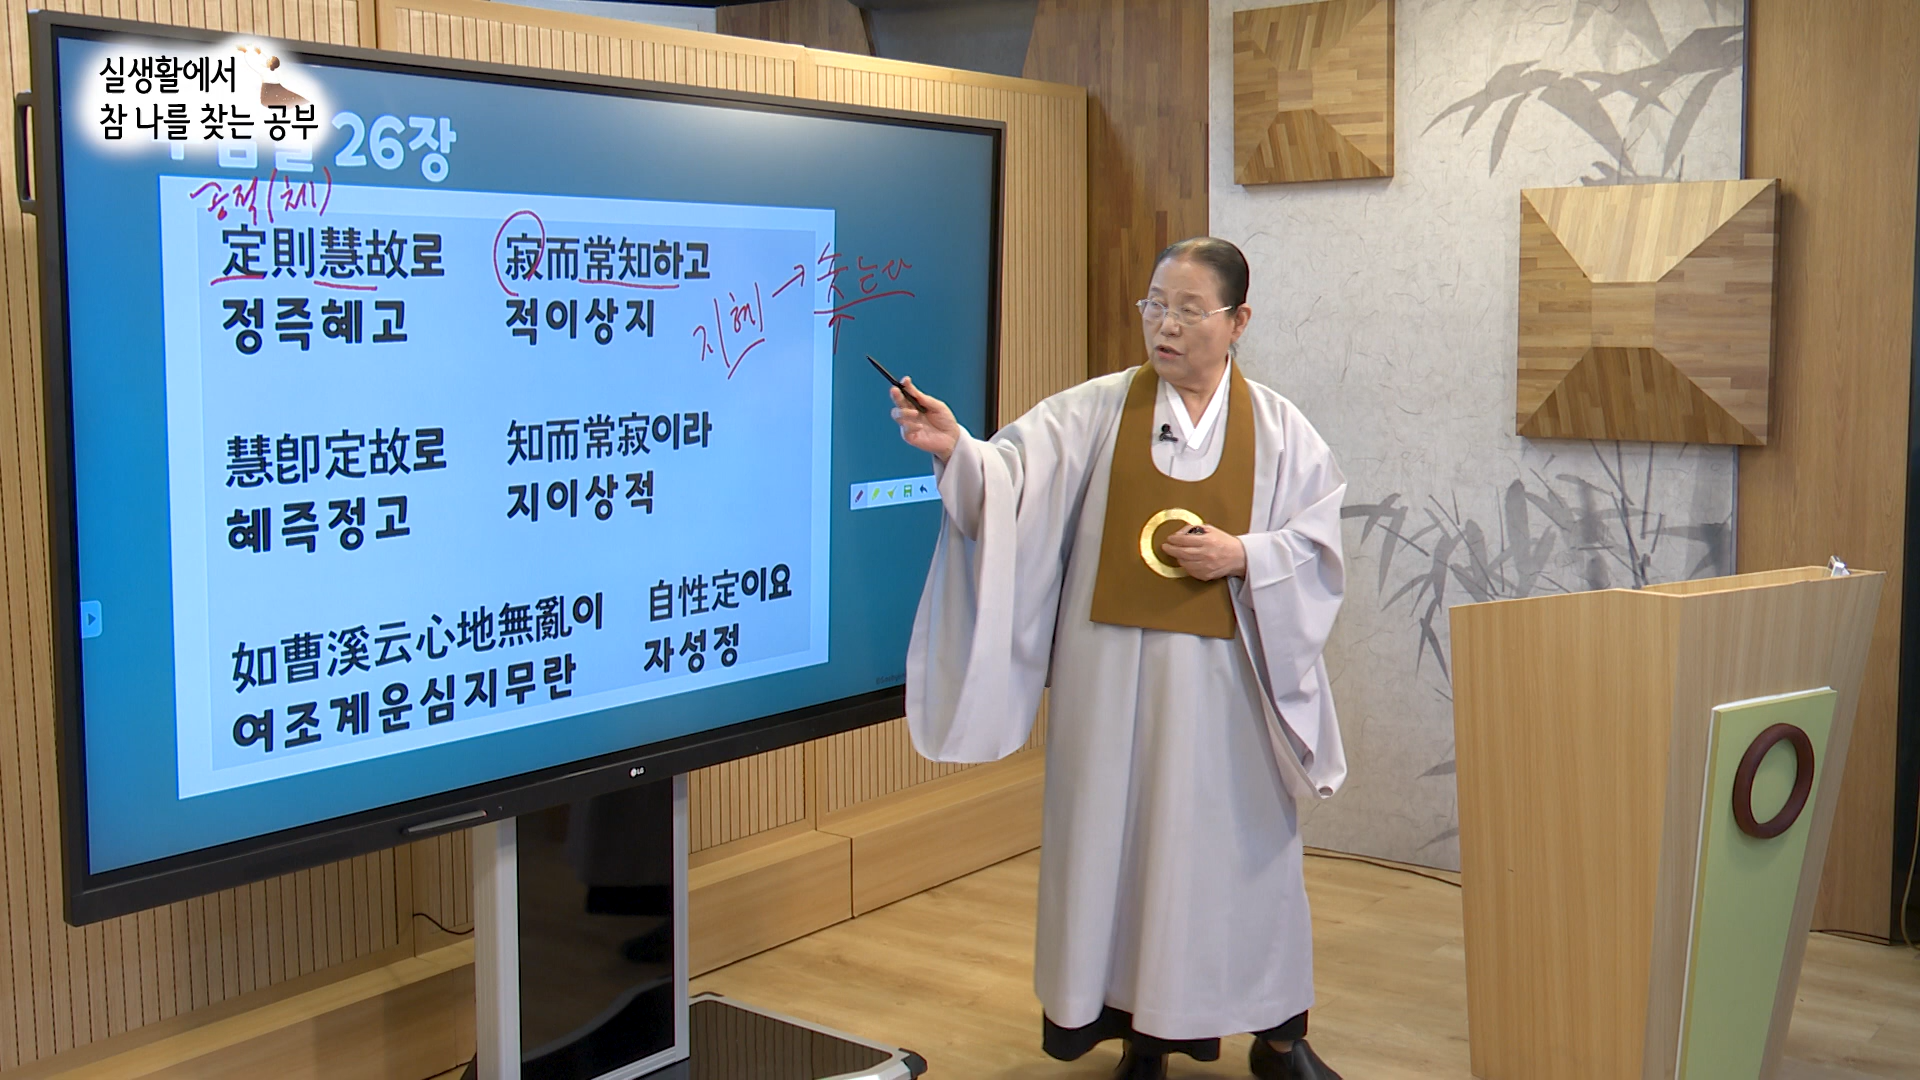 실생활에서
참 나를 찾는 공부
26장
공적(체)
定則慧故로 寂而常知하고
정즉혜고 적이상지
지혜 → 솟는다
慧卽定故로 知而常寂이라
혜즉정고 지이상적
如曹溪云心地無亂이 自性定이요
여조계운심지무란 자성정
LG